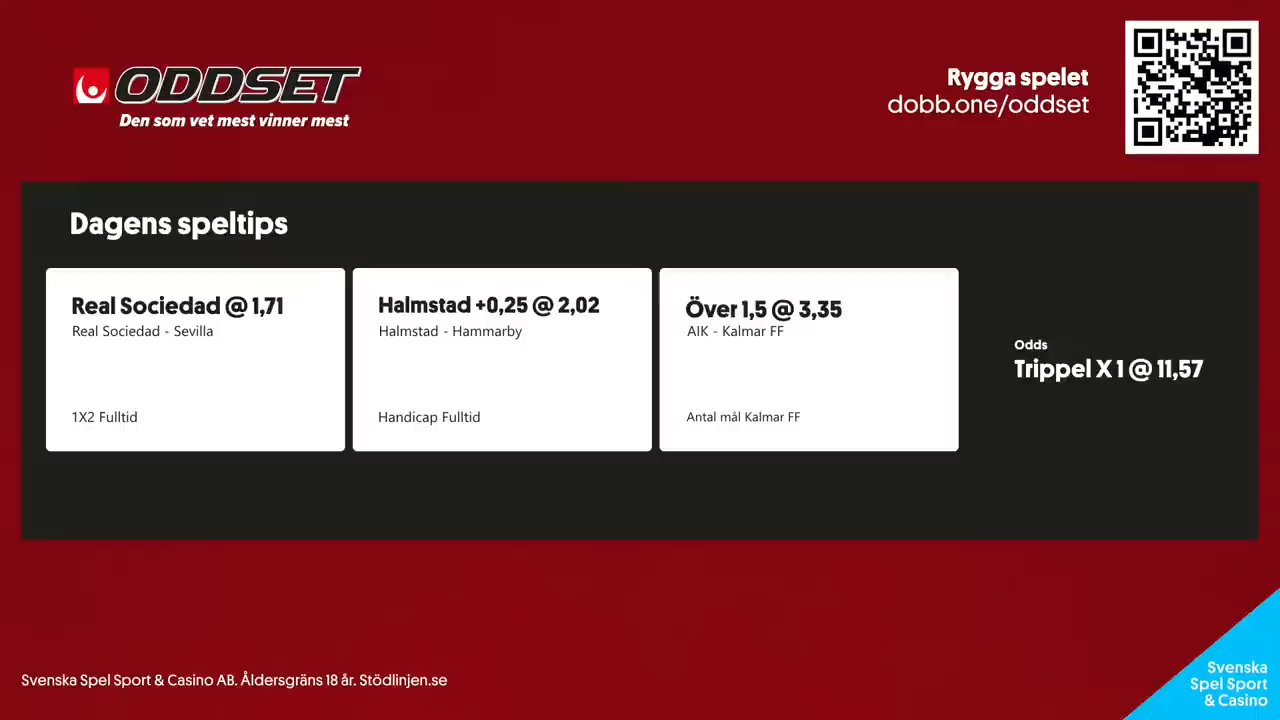 ODDSET
Den som vet mest vinner mest
Rygga spelet
dobb.one/oddset
Dagens speltips
Real Sociedad @ 1,71
Real Sociedad - Sevilla
1X2 Fulltid
Halmstad +0,25 @ 2,02
Halmstad - Hammarby
Handicap Fulltid
Över 1,5 @ 3,35
AIK - Kalmar FF
Antal mål Kalmar FF
Odds
Trippel X 1 @ 11,57
Svenska Spel Sport & Casino AB. Åldersgräns 18 år. Stödlinjen.se
Svenska
Spel Sport
& Casino